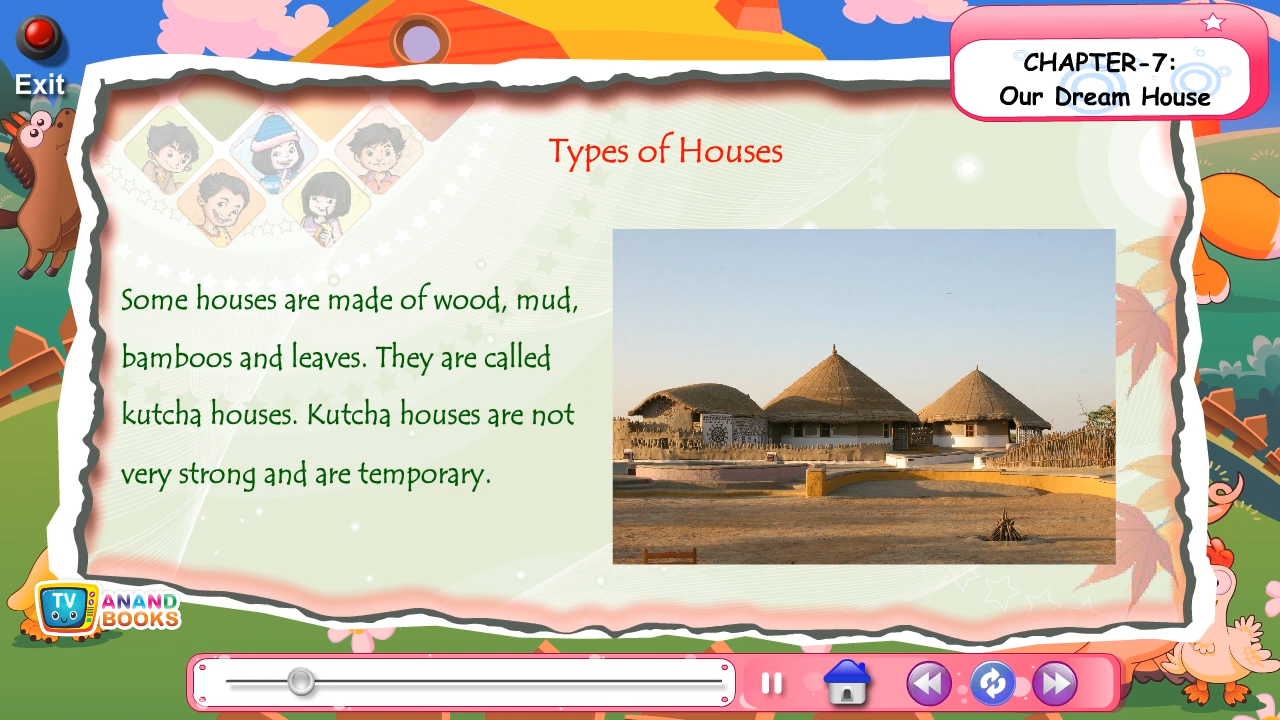 Exit
CHAPTER-7:
Our Dream House
Types of Houses
Some houses are made of wood, mud,
bamboos and leaves. They are called
kutcha houses. Kutcha houses are not
very strong and are temporary.
TV
ANAND
BOOKS